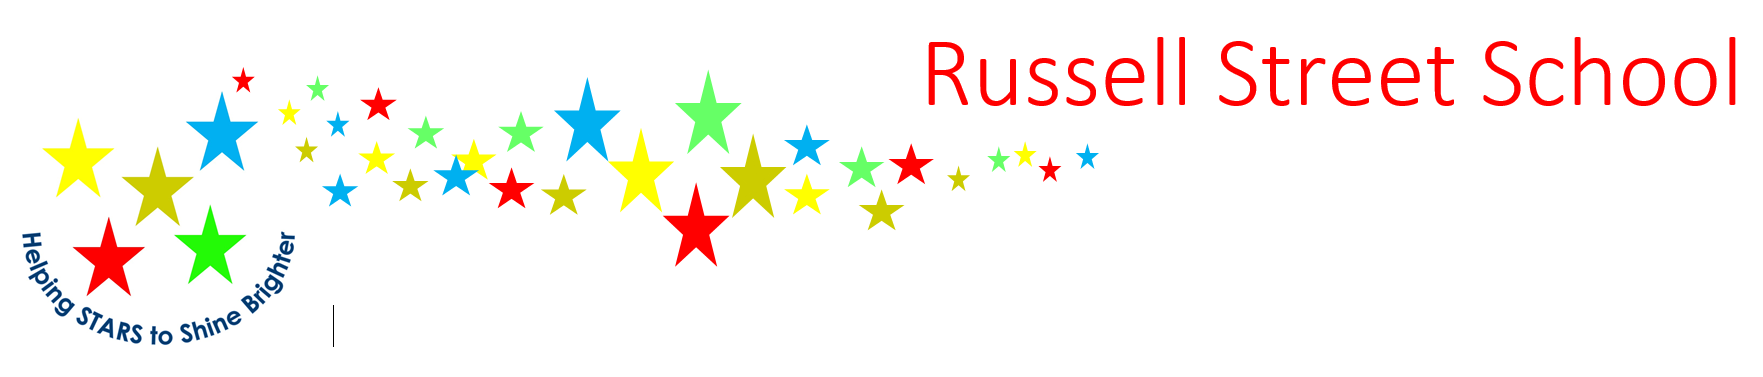 Russell Street School
Helping STARS to Shine Brighter